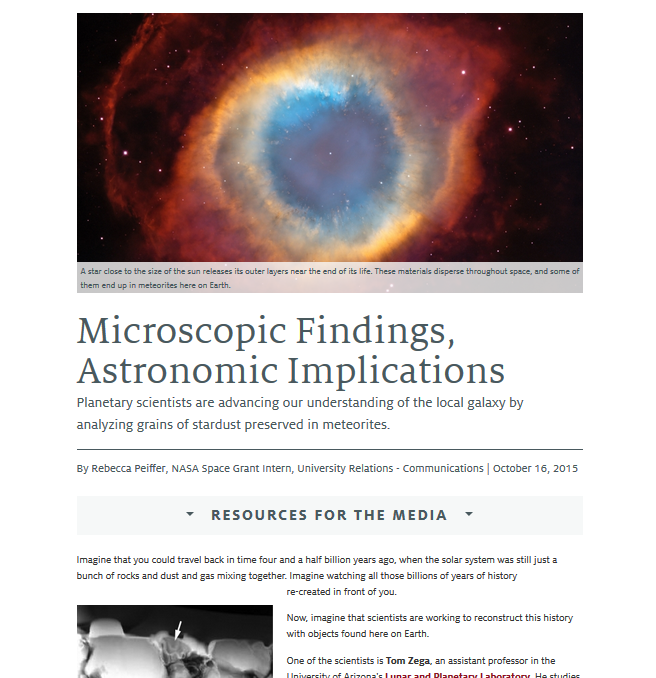 A star close to the size of the sun releases its outer layers near the end of its life. These materials disperse throughout space, and some of
them end up in meteorites here on Earth.
Microscopic Findings,
Astronomic Implications
Planetary scientists are advancing our understanding of the local galaxy by
analyzing grains of stardust preserved in meteorites.
By Rebecca Peiffer, NASA Space Grant Intern, University Relations - Communications | October 16, 2015
RESOURCES FOR THE MEDIA
Imagine that you could travel back in time four and a half billion years ago, when the solar system was still just a
bunch of rocks and dust and gas mixing together. Imagine watching all those billions of years of history
re-created in front of you.
Now, imagine that scientists are working to reconstruct this history
with objects found here on Earth.
One of the scientists is Tom Zega, an assistant professor in the
University of Arizona's Lunar and Planetary Laboratory. He studies